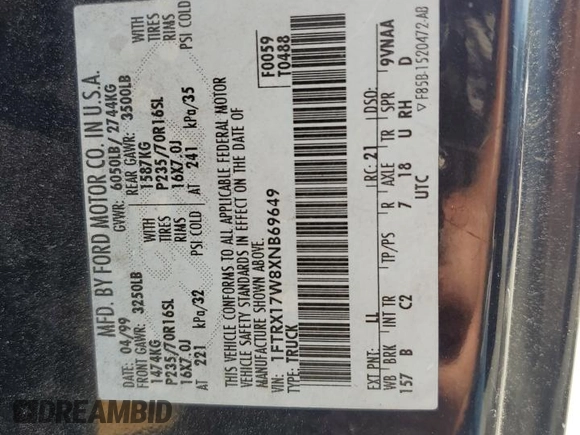 MFD. BY FORD MOTOR CO. IN U.S.A.
DATE: 04/99 GVWR: 6050LB/ 2744KG
FRONT GAWR: 3250LB REAR GAWR: 3500LB
1474KG WITH 1587KG WITH
P235/70R16SL TIRES P235/70R16SL TIRES
16X7.0J RIMS 16X7.0J RIMS
AT 221 kPa/32 PSI COLD AT 241 kPa/35 PSI COLD
THIS VEHICLE CONFORMS TO ALL APPLICABLE FEDERAL MOTOR
VEHICLE SAFETY STANDARDS IN EFFECT ON THE DATE OF
MANUFACTURE SHOWN ABOVE.
VIN: 1FTRX17W8XNB69649
TYPE: TRUCK
F0059
T0488
EXT PNT: LL RC: 21 DSO:
WB BRK INT TR TP/PS R AXLE TR SPR
157 B C2 7 18 U RH D 9VNAA
UTC ▽ F85B-1520472-AB
DREAMBID